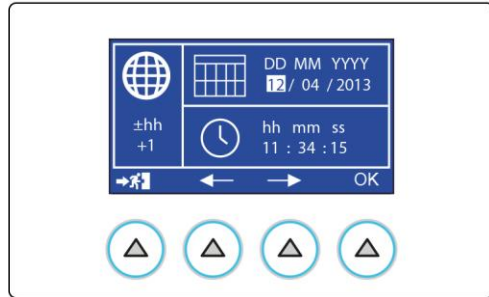 DD MM YYYY
12/ 04 / 2013
±hh
+1
hh mm ss
11 : 34 : 15
OK